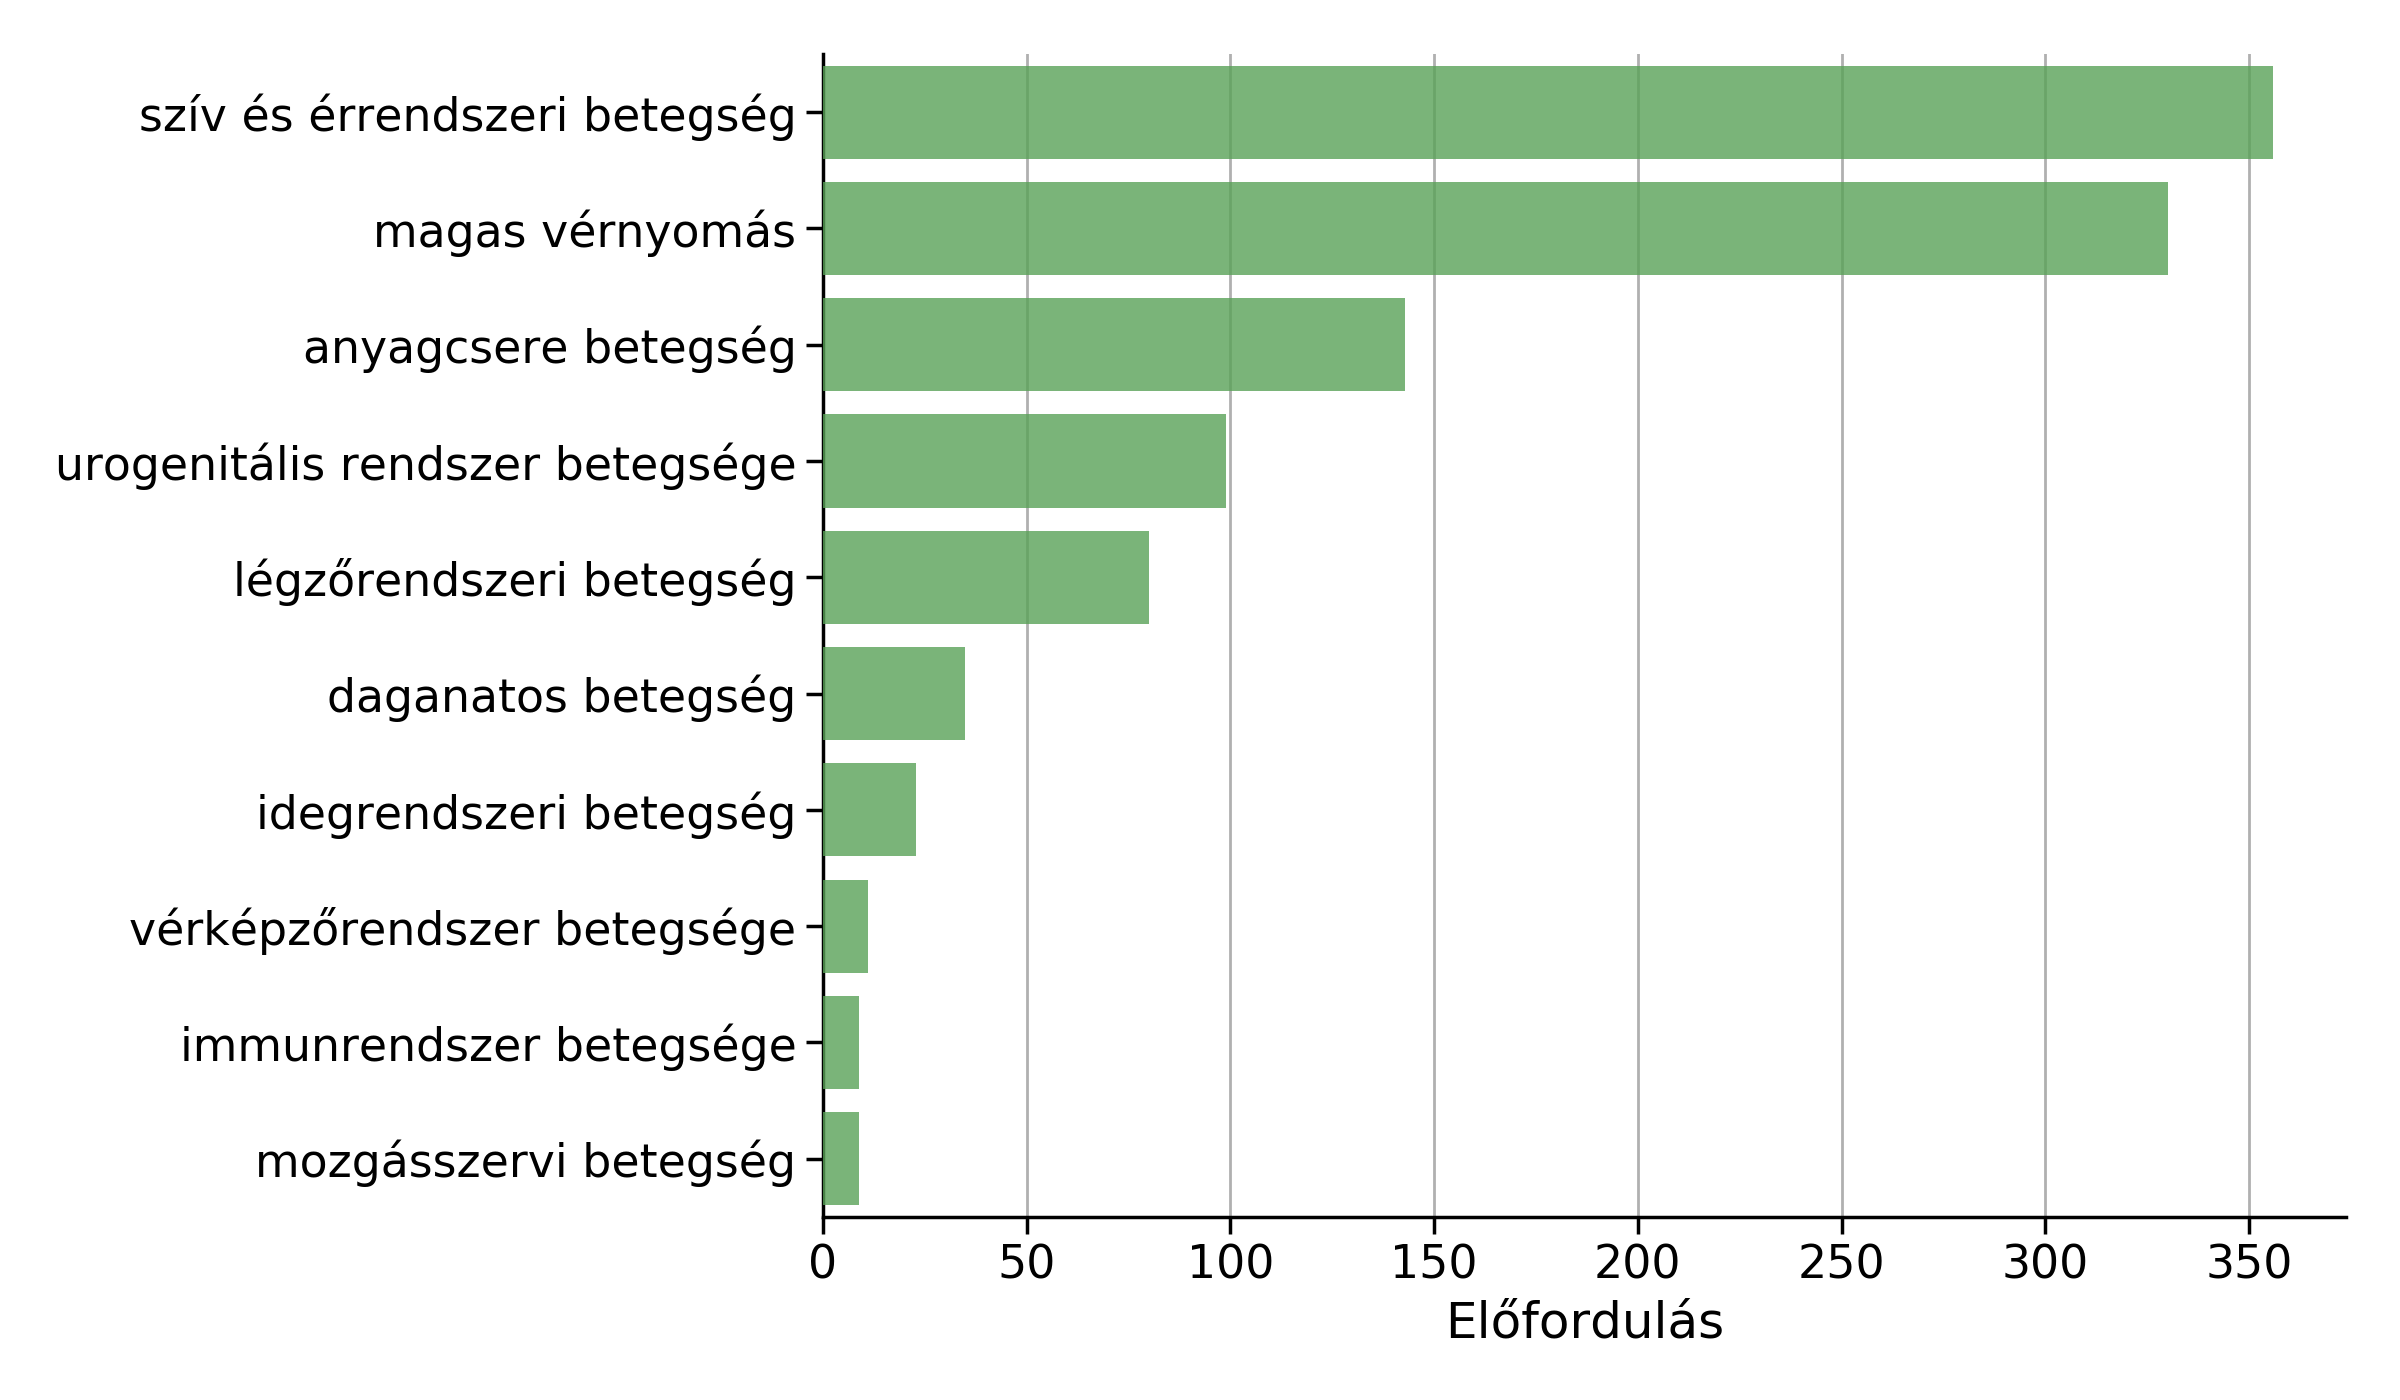 szív és érrendszeri betegség
magas vérnyomás
anyagcsere betegség
urogenitális rendszer betegsége
légzőrendszeri betegség
daganatos betegség
idegrendszeri betegség
vérképzőrendszer betegsége
immunrendszer betegsége
mozgásszervi betegség
0 50 100 150 200 250 300 350
Előfordulás